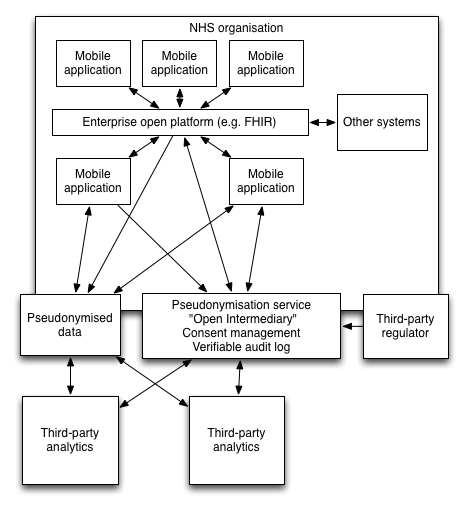 NHS organisation
Mobile
application
Mobile
application
Mobile
application
Enterprise open platform (e.g. FHIR)
Other systems
Mobile
application
Mobile
application
Pseudonymised
data
Pseudonymisation service
"Open Intermediary"
Consent management
Verifiable audit log
Third-party
regulator
Third-party
analytics
Third-party
analytics